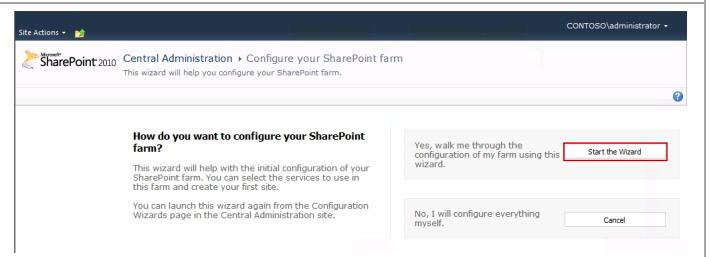 CONTOSO\administrator
Site Actions
Microsoft
SharePoint 2010
Central Administration ▸ Configure your SharePoint farm
This wizard will help you configure your SharePoint farm.
How do you want to configure your SharePoint
farm?
This wizard will help with the initial configuration of your
SharePoint farm. You can select the services to use in
this farm and create your first site.
You can launch this wizard again from the Configuration
Wizards page in the Central Administration site.
Yes, walk me through the
configuration of my farm using this
wizard.
Start the Wizard
No, I will configure everything
myself.
Cancel